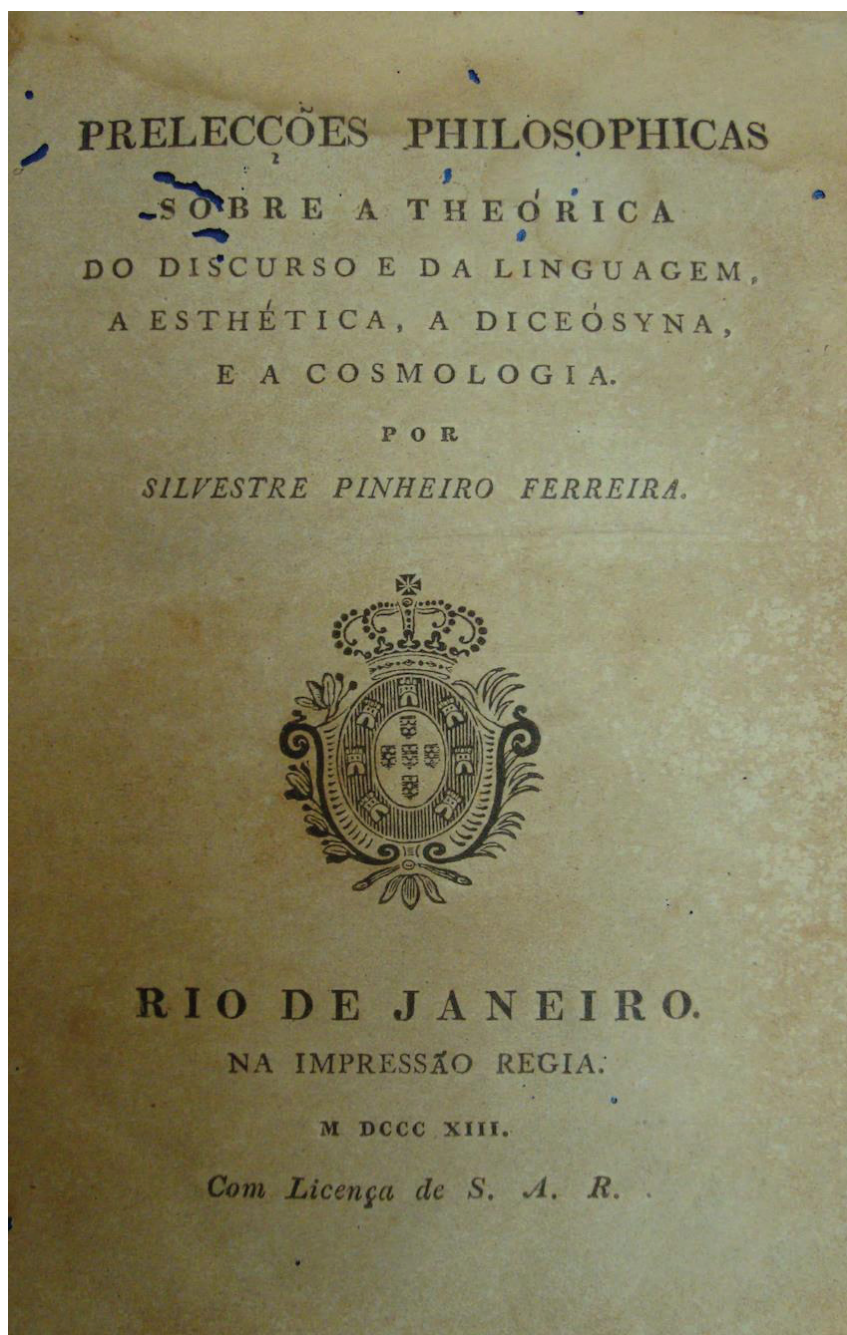 PRELECÇÕES PHILOSOPHICAS
SOBRE A THEÓRICA
DO DISCURSO E DA LINGUAGEM,
A ESTHÉTICA, A DICEÓSYNA,
E A COSMOLOGIA.
POR
SILVESTRE PINHEIRO FERREIRA.
RIO DE JANEIRO.
NA IMPRESSÃO REGIA.
M DCCC XIII.
Com Licença de S. A. R.